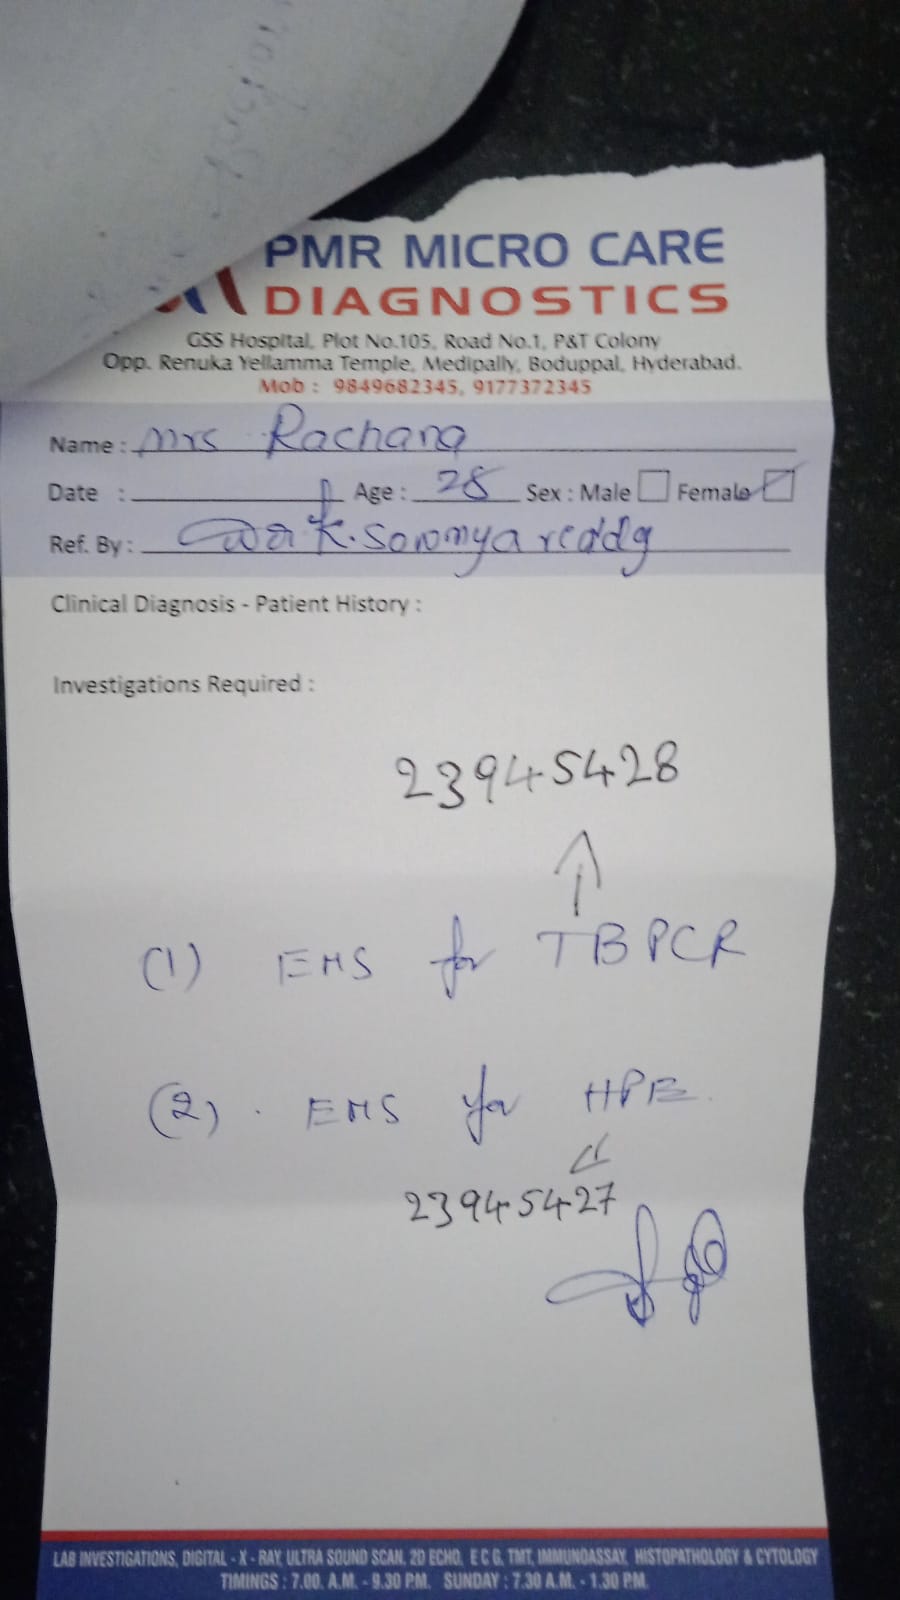 PMR MICRO CARE
DIAGNOSTICS
GSS Hospital, Plot No.105, Road No.1, P&T Colony
Opp. Renuka Yellamma Temple, Medipally, Boduppal, Hyderabad.
Mob : 9849682345, 9177372345
Name : Mrs Rachana
Date : Age : 28 Sex : Male Female
Ref. By : K. Sowmya reddy
Clinical Diagnosis - Patient History :
Investigations Required :
23945428
(1) EMS for TB PCR
(2). EMS for HPE.
23945427
LAB INVESTIGATIONS, DIGITAL - X - RAY, ULTRA SOUND SCAN, 2D ECHO, E C G, TMT, IMMUNOASSAY, HISTOPATHOLOGY & CYTOLOGY
TIMINGS : 7.00. A.M. - 9.30 P.M. SUNDAY : 7.30 A.M. - 1.30 P.M.